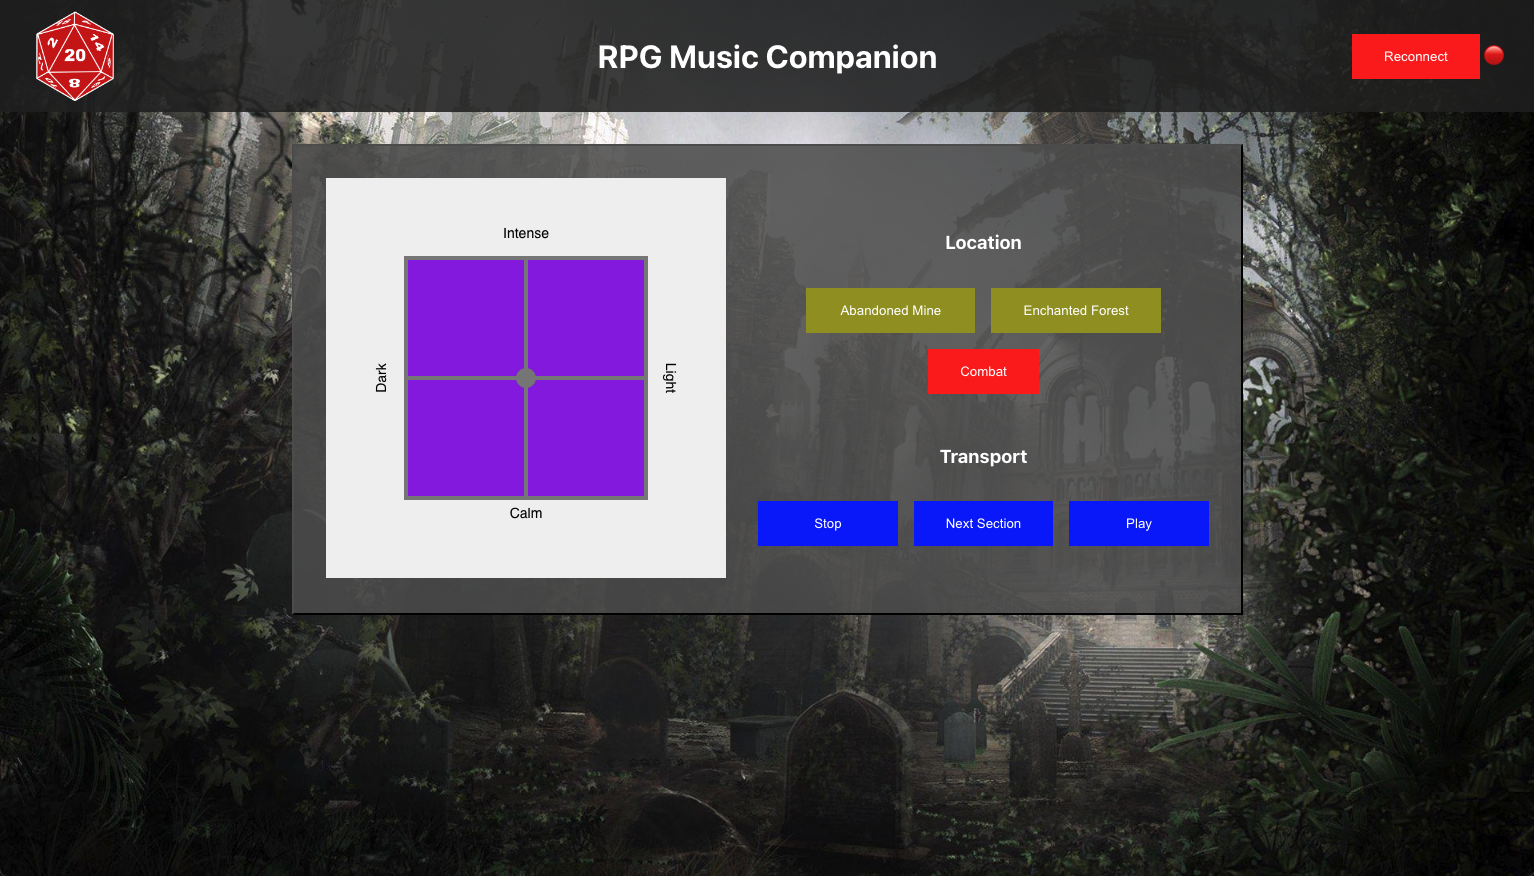 20
2
14
8
RPG Music Companion
Reconnect
Intense
Dark
Light
Calm
Location
Abandoned Mine
Enchanted Forest
Combat
Transport
Stop
Next Section
Play